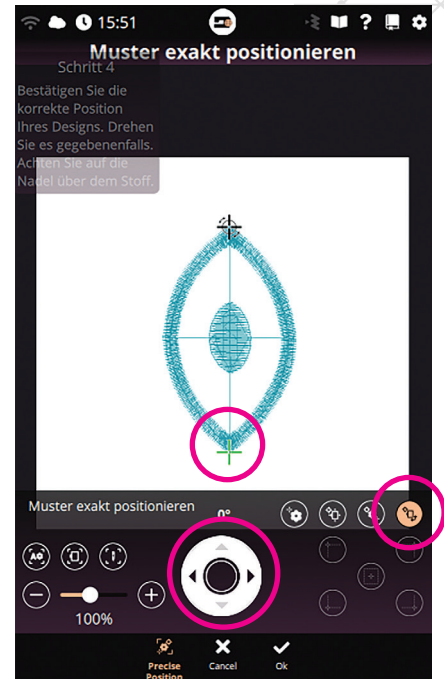 15:51
?
Muster exakt positionieren
Schritt 4
Bestätigen Sie die
korrekte Position
Ihres Designs. Drehen
Sie es gegebenenfalls.
Achten Sie auf die
Nadel über dem Stoff.
Muster exakt positionieren
0°
100%
Precise
Position
Cancel
Ok